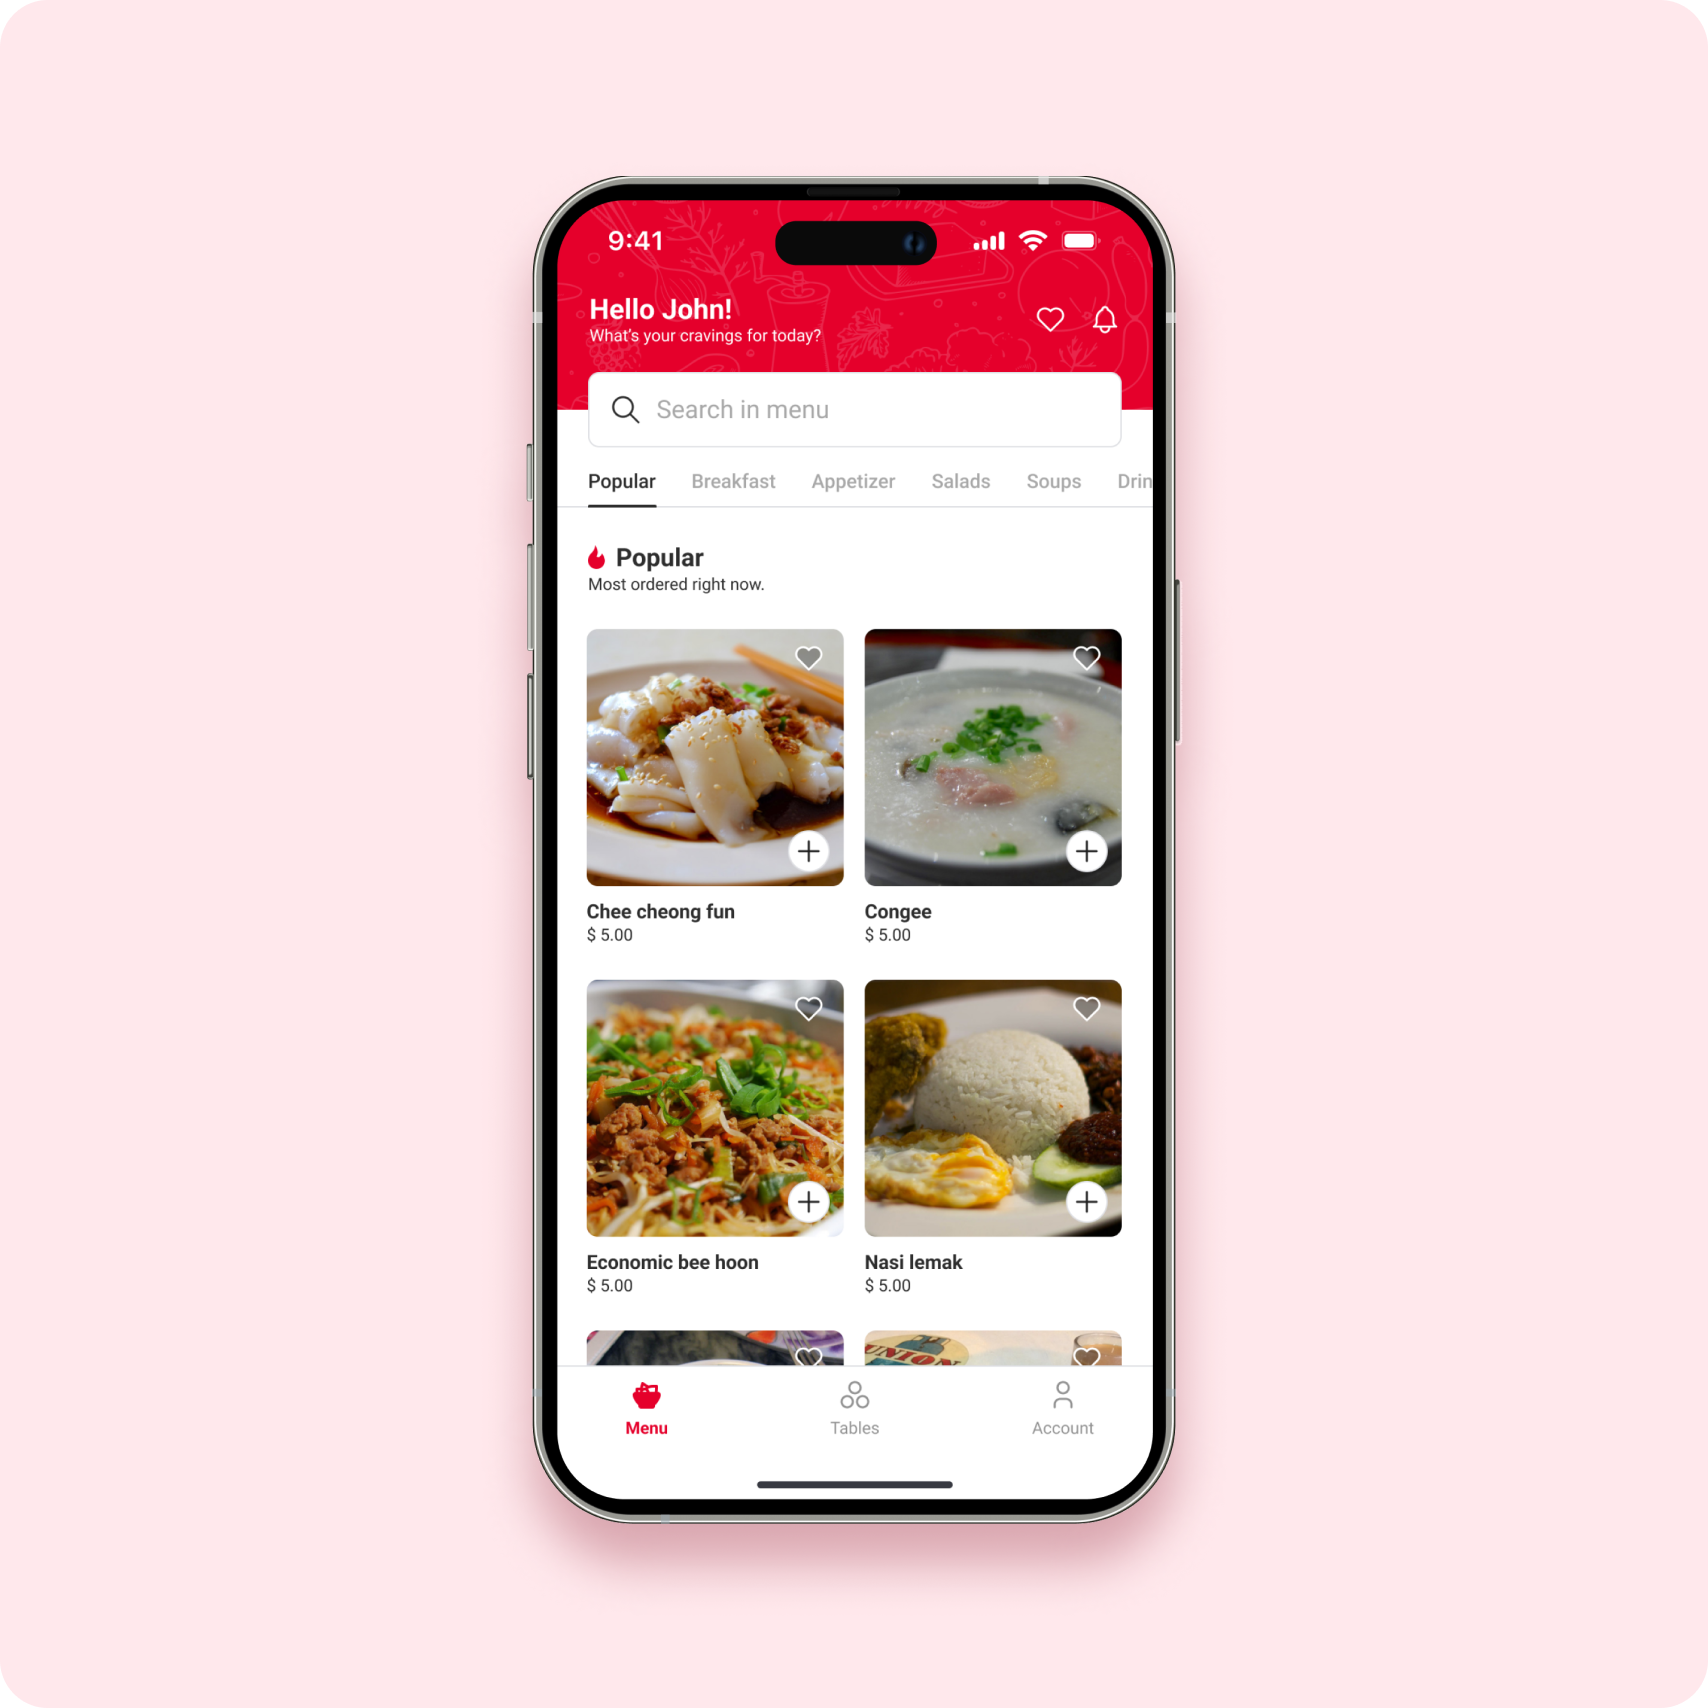 9:41
Hello John!
What's your cravings for today?
Search in menu
Popular Breakfast Appetizer Salads Soups Drin
Popular
Most ordered right now.
Chee cheong fun
$ 5.00
Congee
$ 5.00
Economic bee hoon
$ 5.00
Nasi lemak
$ 5.00
UNION
Menu
Tables
Account